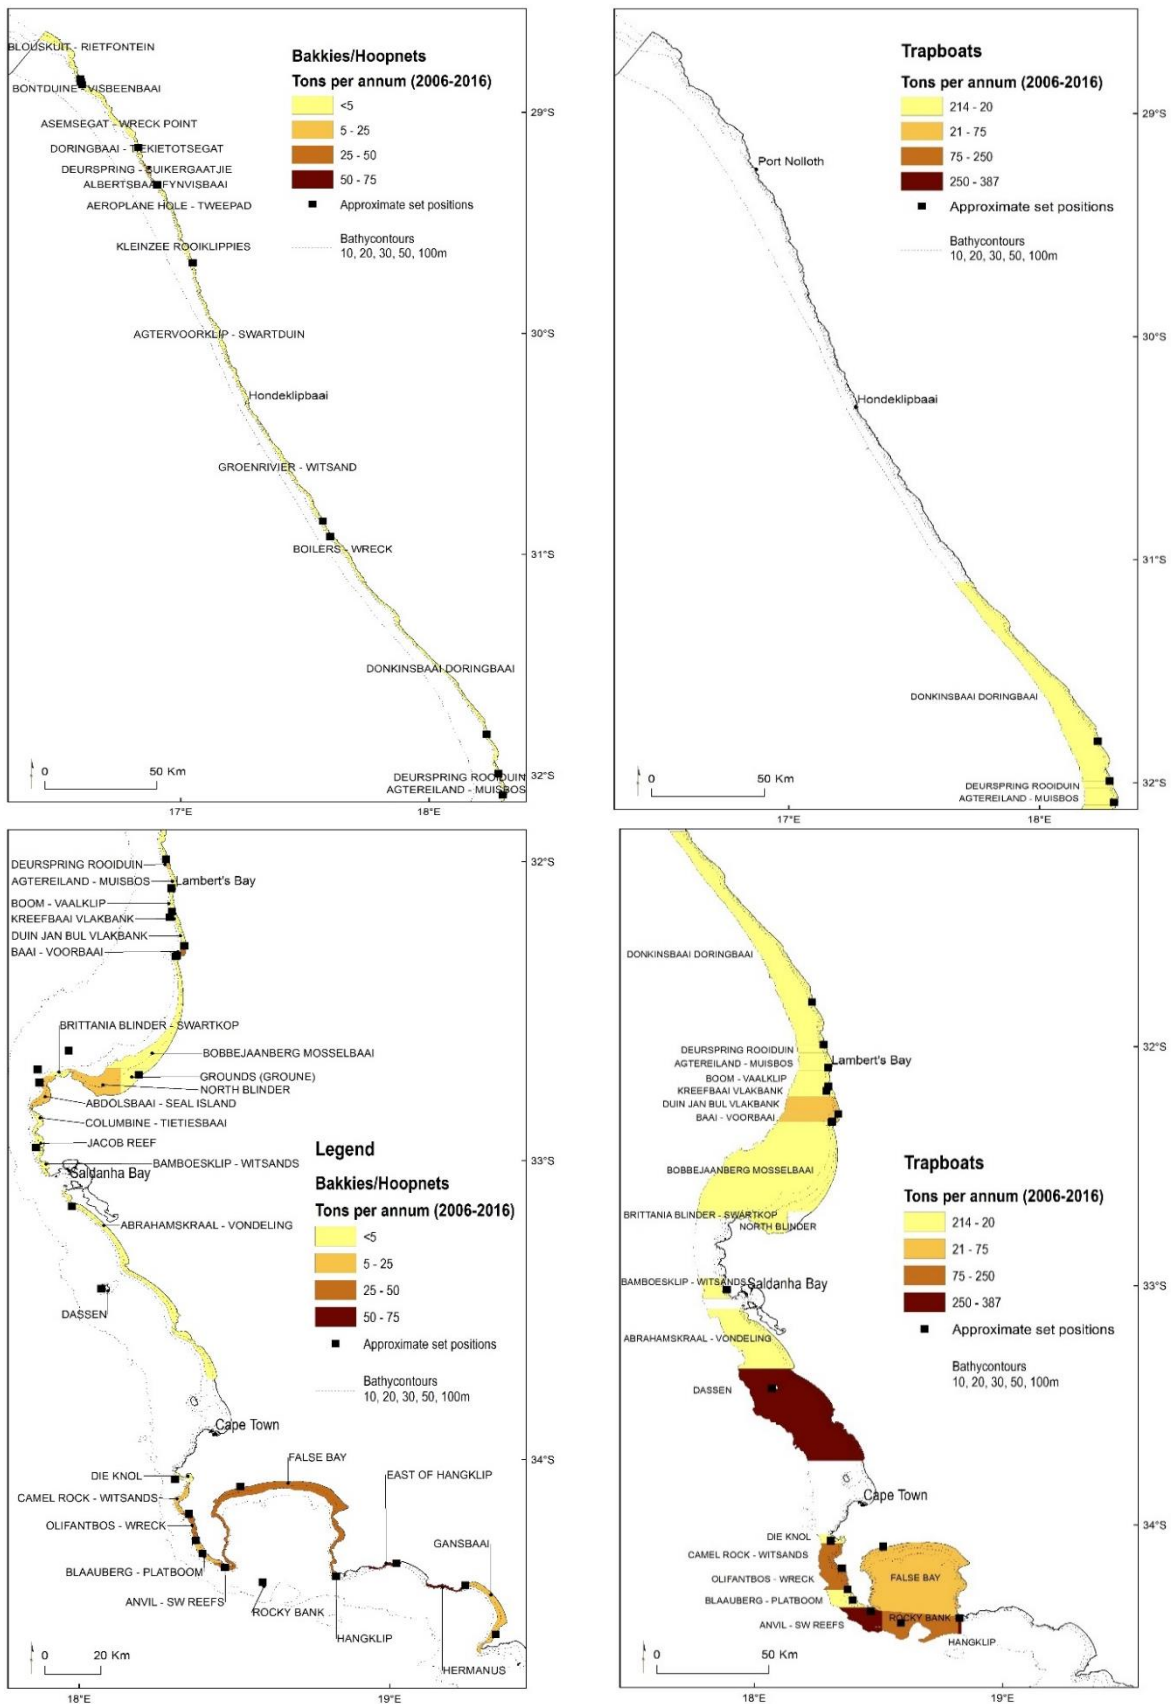 BLOUSKUIT - RIETFONTEIN
BONTDUINE - VISBEENBAAI
ASEMSEGAT - WRECK POINT
DORINGBAAI - TIEKIETOTSEGAT
DEURSPRING - SUIKERGAATJIE
ALBERTSBAAI FYNVISBAAI
AEROPLANE HOLE - TWEEPAD
KLEINZEE ROOIKLIPPIES
AGTERVOORKLIP - SWARTDUIN
Hondeklipbaai
GROENRIVIER - WITSAND
BOILERS - WRECK
DONKINSBAAI DORINGBAAI
DEURSPRING ROOIDUIN
AGTEREILAND - MUISBOS
Bakkies/Hoopnets
Tons per annum (2006-2016)
<5
5 - 25
25 - 50
50 - 75
Approximate set positions
Bathycontours
10, 20, 30, 50, 100m
29°S
30°S
31°S
32°S
0 50 Km
17°E 18°E
Trapboats
Tons per annum (2006-2016)
214 - 20
21 - 75
75 - 250
250 - 387
Approximate set positions
Bathycontours
10, 20, 30, 50, 100m
Port Nolloth
Hondeklipbaai
DONKINSBAAI DORINGBAAI
DEURSPRING ROOIDUIN
AGTEREILAND - MUISBOS
29°S
30°S
31°S
32°S
0 50 Km
17°E 18°E
DEURSPRING ROOIDUIN
AGTEREILAND - MUISBOS
Lambert's Bay
BOOM - VAALKLIP
KREEFBAAI VLAKBANK
DUIN JAN BUL VLAKBANK
BAAI - VOORBAAI
BRITTANIA BLINDER - SWARTKOP
BOBBEJAANBERG MOSSELBAAI
GROUNDS (GROUNE)
NORTH BLINDER
ABDOLSBAAI - SEAL ISLAND
COLUMBINE - TIETIESBAAI
JACOB REEF
BAMBOESKLIP - WITSANDS
Saldanha Bay
ABRAHAMSKRAAL - VONDELING
DASSEN
Cape Town
DIE KNOL
CAMEL ROCK - WITSANDS
OLIFANTBOS - WRECK
BLAAUBERG - PLATBOOM
ANVIL - SW REEFS
FALSE BAY
EAST OF HANGKLIP
GANSBAAI
ROCKY BANK
HANGKLIP
HERMANUS
Legend
Bakkies/Hoopnets
Tons per annum (2006-2016)
<5
5 - 25
25 - 50
50 - 75
Approximate set positions
Bathycontours
10, 20, 30, 50, 100m
32°S
33°S
34°S
0 20 Km
18°E 19°E
DONKINSBAAI DORINGBAAI
DEURSPRING ROOIDUIN
AGTEREILAND - MUISBOS
Lambert's Bay
BOOM - VAALKLIP
KREEFBAAI VLAKBANK
DUIN JAN BUL VLAKBANK
BAAI - VOORBAAI
BOBBEJAANBERG MOSSELBAAI
BRITTANIA BLINDER - SWARTKOP
NORTH BLINDER
BAMBOESKLIP - WITSANDS
Saldanha Bay
ABRAHAMSKRAAL - VONDELING
DASSEN
Cape Town
DIE KNOL
CAMEL ROCK - WITSANDS
OLIFANTBOS - WRECK
BLAAUBERG - PLATBOOM
ANVIL - SW REEFS
FALSE BAY
ROCKY BANK
HANGKLIP
Trapboats
Tons per annum (2006-2016)
214 - 20
21 - 75
75 - 250
250 - 387
Approximate set positions
Bathycontours
10, 20, 30, 50, 100m
32°S
33°S
34°S
0 50 Km
18°E 19°E